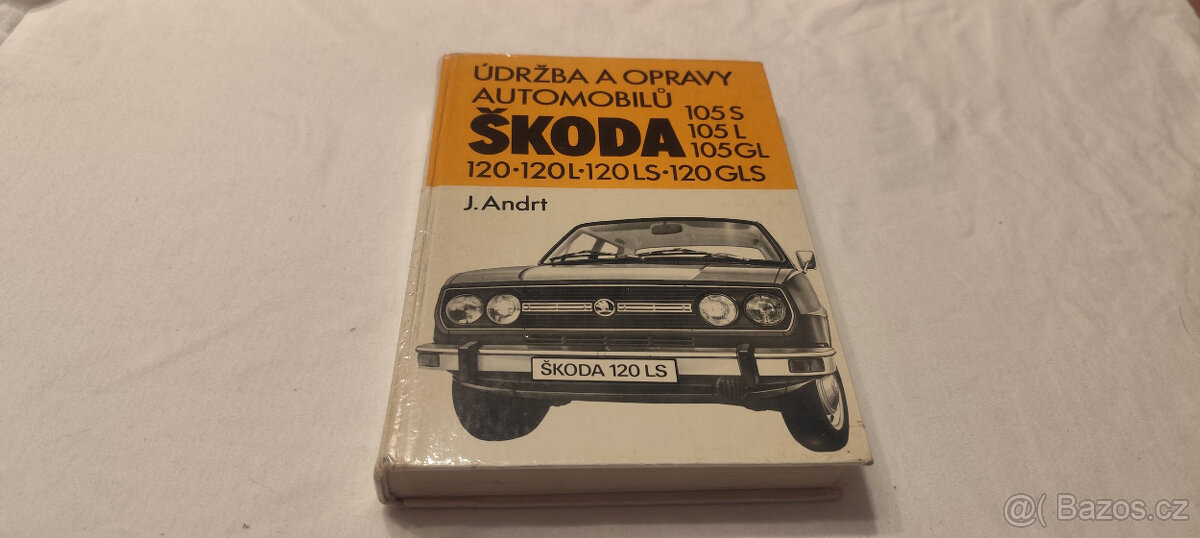 ÚDRŽBA A OPRAVY
AUTOMOBILŮ
ŠKODA
105 S
105 L
105 GL
120·120 L·120 LS·120 GLS
J. Andrt
ŠKODA 120 LS
@( Bazos.cz